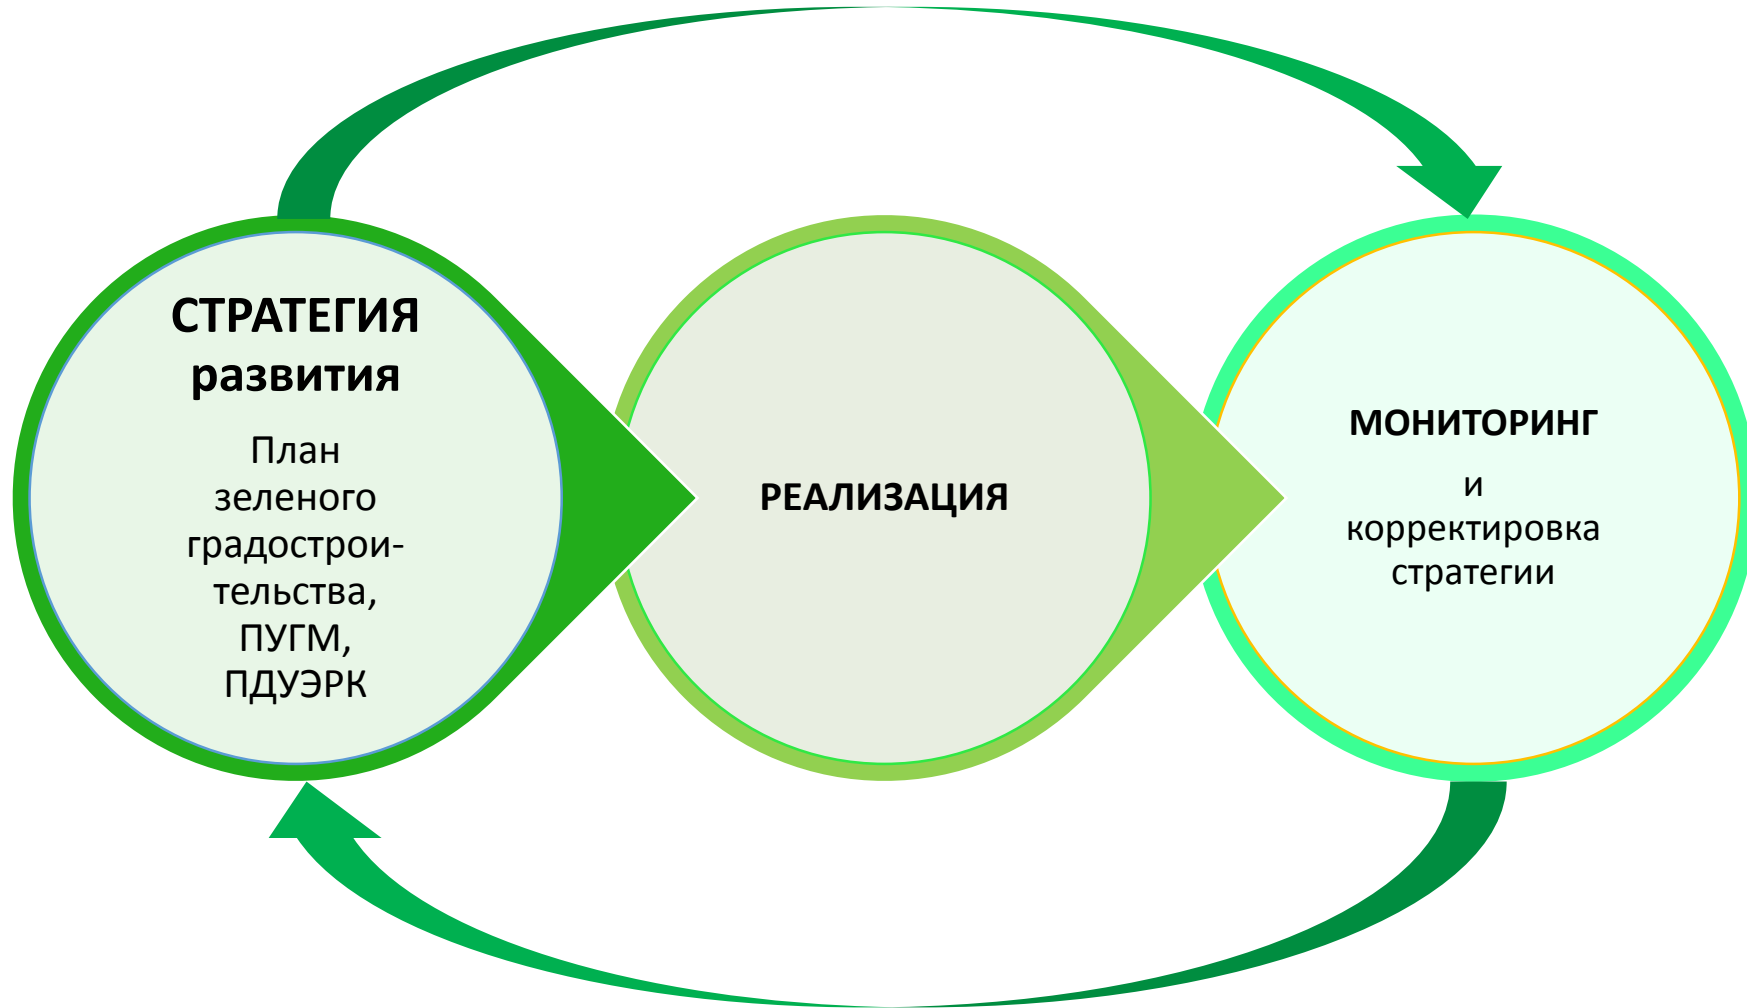 СТРАТЕГИЯ
развития
План
зеленого
градострои-
тельства,
ПУГМ,
ПДУЭРК
РЕАЛИЗАЦИЯ
МОНИТОРИНГ
и
корректировка
стратегии